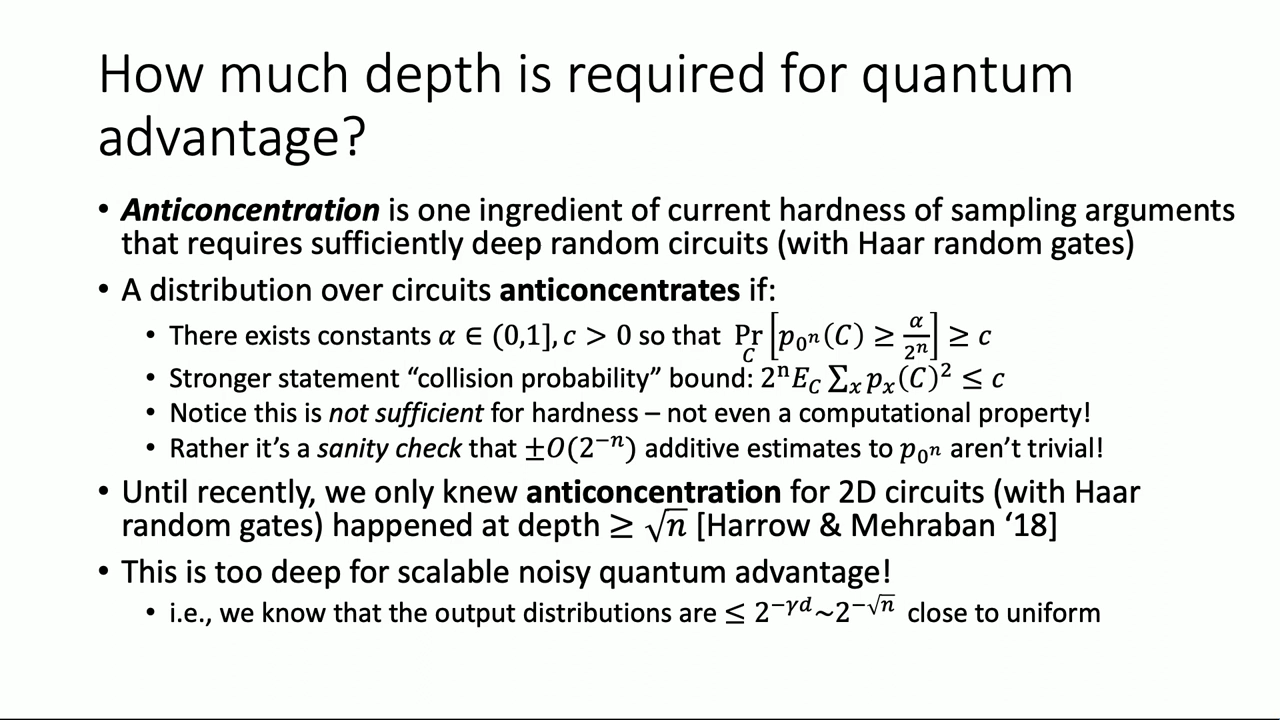 How much depth is required for quantum
advantage?
• Anticoncentration is one ingredient of current hardness of sampling arguments
that requires sufficiently deep random circuits (with Haar random gates)
• A distribution over circuits anticoncentrates if:
• There exists constants α ∈ (0,1], c > 0 so that Pr_C [p_{0^n}(C) ≥ α/2^n] ≥ c
• Stronger statement “collision probability” bound: 2^n E_C ∑_x p_x(C)^2 ≤ c
• Notice this is not sufficient for hardness – not even a computational property!
• Rather it’s a sanity check that ±O(2^{−n}) additive estimates to p_{0^n} aren’t trivial!
• Until recently, we only knew anticoncentration for 2D circuits (with Haar
random gates) happened at depth ≥ √n [Harrow & Mehraban ‘18]
• This is too deep for scalable noisy quantum advantage!
• i.e., we know that the output distributions are ≤ 2^{−γd}~2^{−√n} close to uniform